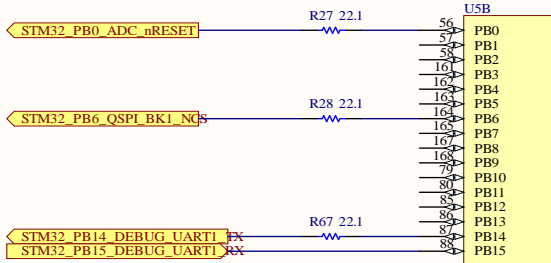 U5B
R27 22.1
56
STM32_PB0_ADC_nRESET
PB0
57
PB1
58
PB2
161
PB3
162
PB4
163
PB5
R28 22.1
164
STM32_PB6_QSPI_BK1_NCS
PB6
165
PB7
167
PB8
168
PB9
79
PB10
80
PB11
85
PB12
86
PB13
R67 22.1
87
STM32_PB14_DEBUG_UART1_TX
PB14
88
STM32_PB15_DEBUG_UART1_RX
PB15